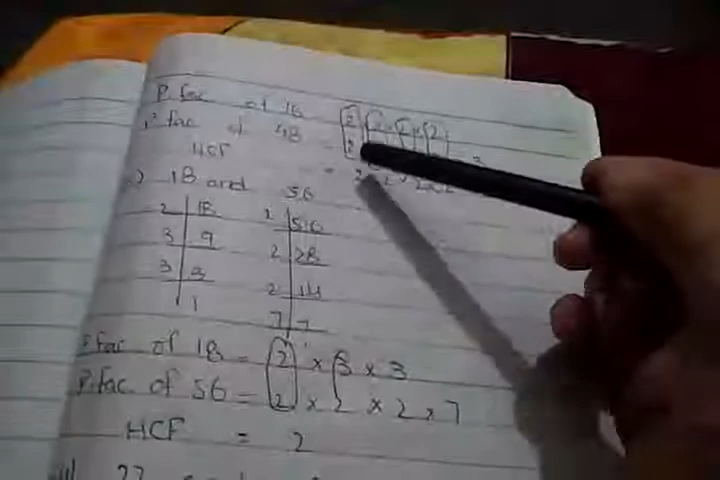 P. fac of 16
P. fac of 48 =
HCF =
18 and 56
2 | 18 2 | 56
3 | 9 2 | 28
3 | 3 2 | 14
1 7 | 7
P. fac of 18 = 2 × 3 × 3
P. fac of 56 = 2 × 2 × 2 × 7
HCF = 2